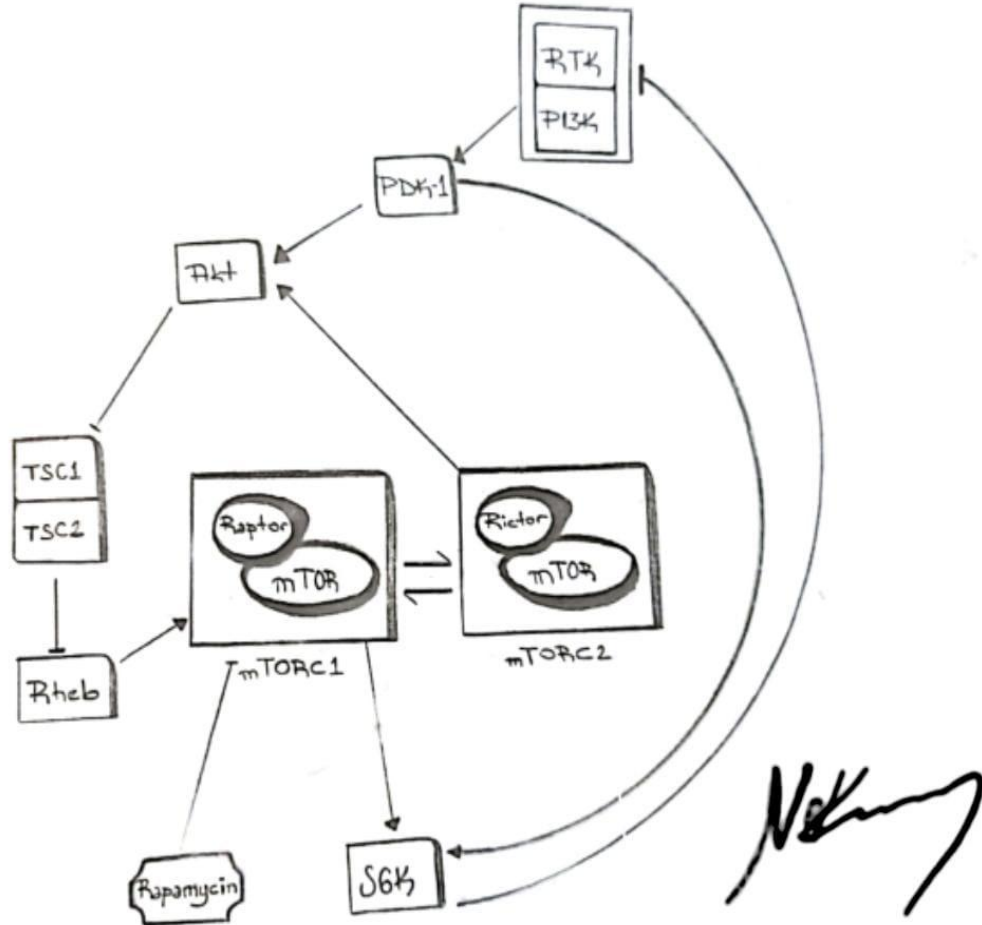 RTK
PI3K
PDK-1
Akt
TSC1
TSC2
Raptor
mTOR
Rictor
mTOR
mTORC1
mTORC2
Rheb
Rapamycin
S6K